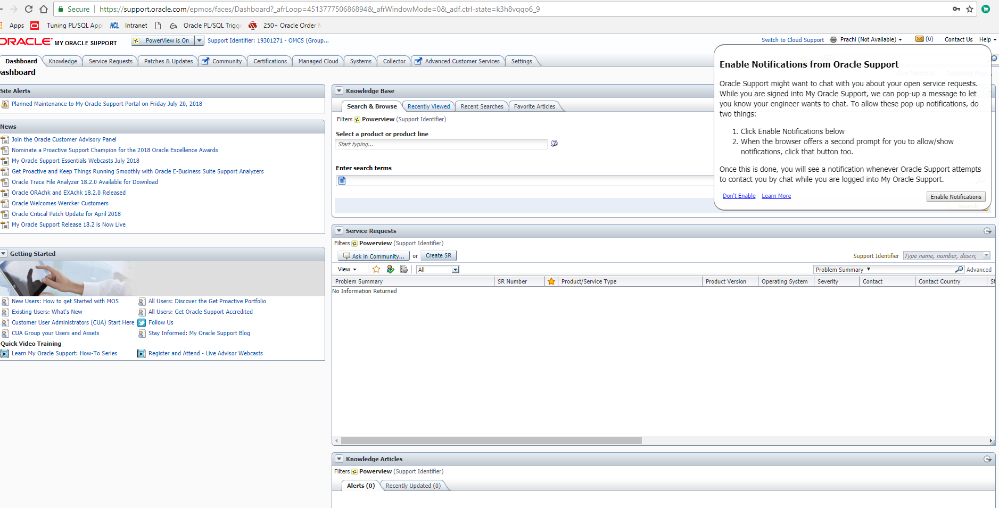 Secure https://support.oracle.com/epmos/faces/Dashboard?_afrLoop=451377750686894&_afrWindowMode=0&_adf.ctrl-state=k3h8vqqo6_9
Apps Tuning PL/SQL App HCL Intranet Oracle PL/SQL Trigg 250+ Oracle Order
ORACLE MY ORACLE SUPPORT PowerView is On Support Identifier: 19301271 - OMCS (Group... Switch to Cloud Support Prachi (Not Available) (0) Contact Us Help
Dashboard Knowledge Service Requests Patches & Updates Community Certifications Managed Cloud Systems Collector Advanced Customer Services Settings
Dashboard
Site Alerts
Planned Maintenance to My Oracle Support Portal on Friday July 20, 2018
News
Join the Oracle Customer Advisory Panel
Nominate a Proactive Support Champion for the 2018 Oracle Excellence Awards
My Oracle Support Essentials Webcasts July 2018
Get Proactive and Keep Things Running Smoothly with Oracle E-Business Suite Support Analyzers
Oracle Trace File Analyzer 18.2.0 Available for Download
Oracle ORAchk and EXAchk 18.2.0 Released
Oracle Welcomes Wercker Customers
Oracle Critical Patch Update for April 2018
My Oracle Support Release 18.2 is Now Live
Getting Started
New Users: How to get Started with MOS All Users: Discover the Get Proactive Portfolio
Existing Users: What's New All Users: Get Oracle Support Accredited
Customer User Administrators (CUA) Start Here Follow Us
CUA Group your Users and Assets Stay Informed: My Oracle Support Blog
Quick Video Training
Learn My Oracle Support: How-To Series Register and Attend - Live Advisor Webcasts
Knowledge Base
Search & Browse Recently Viewed Recent Searches Favorite Articles
Filters Powerview (Support Identifier)
Select a product or product line
Start typing...
Enter search terms
Search
Enable Notifications from Oracle Support
Oracle Support might want to chat with you about your open service requests.
While you are signed into My Oracle Support, we can pop-up a message to let
you know your engineer wants to chat. To allow these pop-up notifications, do
two things:
1. Click Enable Notifications below
2. When the browser offers a second prompt for you to allow/show
notifications, click that button too.
Once this is done, you will see a notification whenever Oracle Support attempts
to contact you by chat while you are logged into My Oracle Support.
Don't Enable Learn More Enable Notifications
Service Requests
Filters Powerview (Support Identifier)
Ask in Community... or Create SR Support Identifier Type name, number, descri
View All Problem Summary Advanced
Problem Summary SR Number Product/Service Type Product Version Operating System Severity Contact Contact Country St
No Information Returned
Knowledge Articles
Filters Powerview (Support Identifier)
Alerts (0) Recently Updated (0)